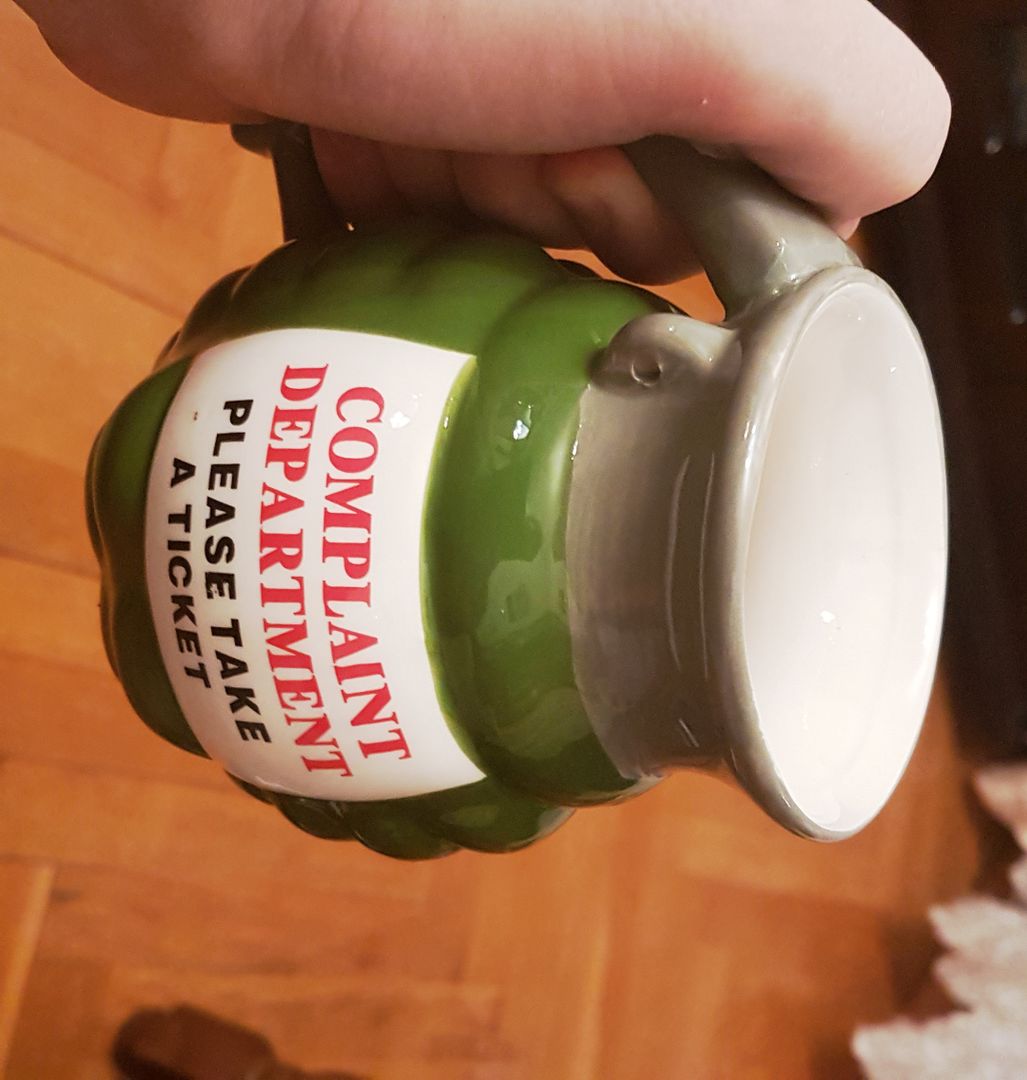 COMPLAINT
DEPARTMENT
PLEASE TAKE
A TICKET